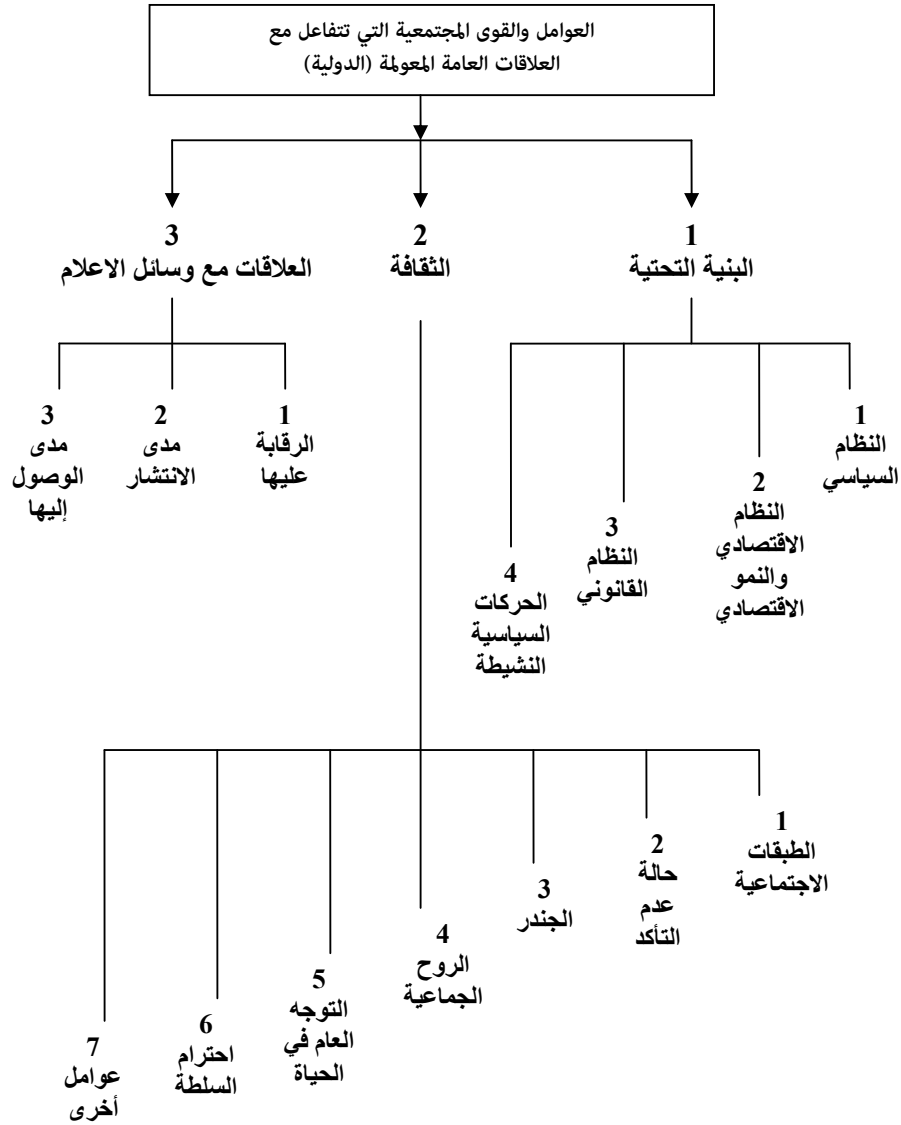 العوامل والقوى المجتمعية التي تتفاعل مع
العلاقات العامة المعولمة (الدولية)
1
البنية التحتية
2
الثقافة
3
العلاقات مع وسائل الاعلام
1
النظام
السياسي
2
النظام
الاقتصادي
والنمو
الاقتصادي
3
النظام
القانوني
4
الحركات
السياسية
النشيطة
1
الرقابة
عليها
2
مدى
الانتشار
3
مدى
الوصول
إليها
1
الطبقات
الاجتماعية
2
حالة
عدم
التأكد
3
الجندر
4
الروح
الجماعية
5
التوجه
العام في
الحياة
6
احترام
السلطة
7
عوامل
أخرى